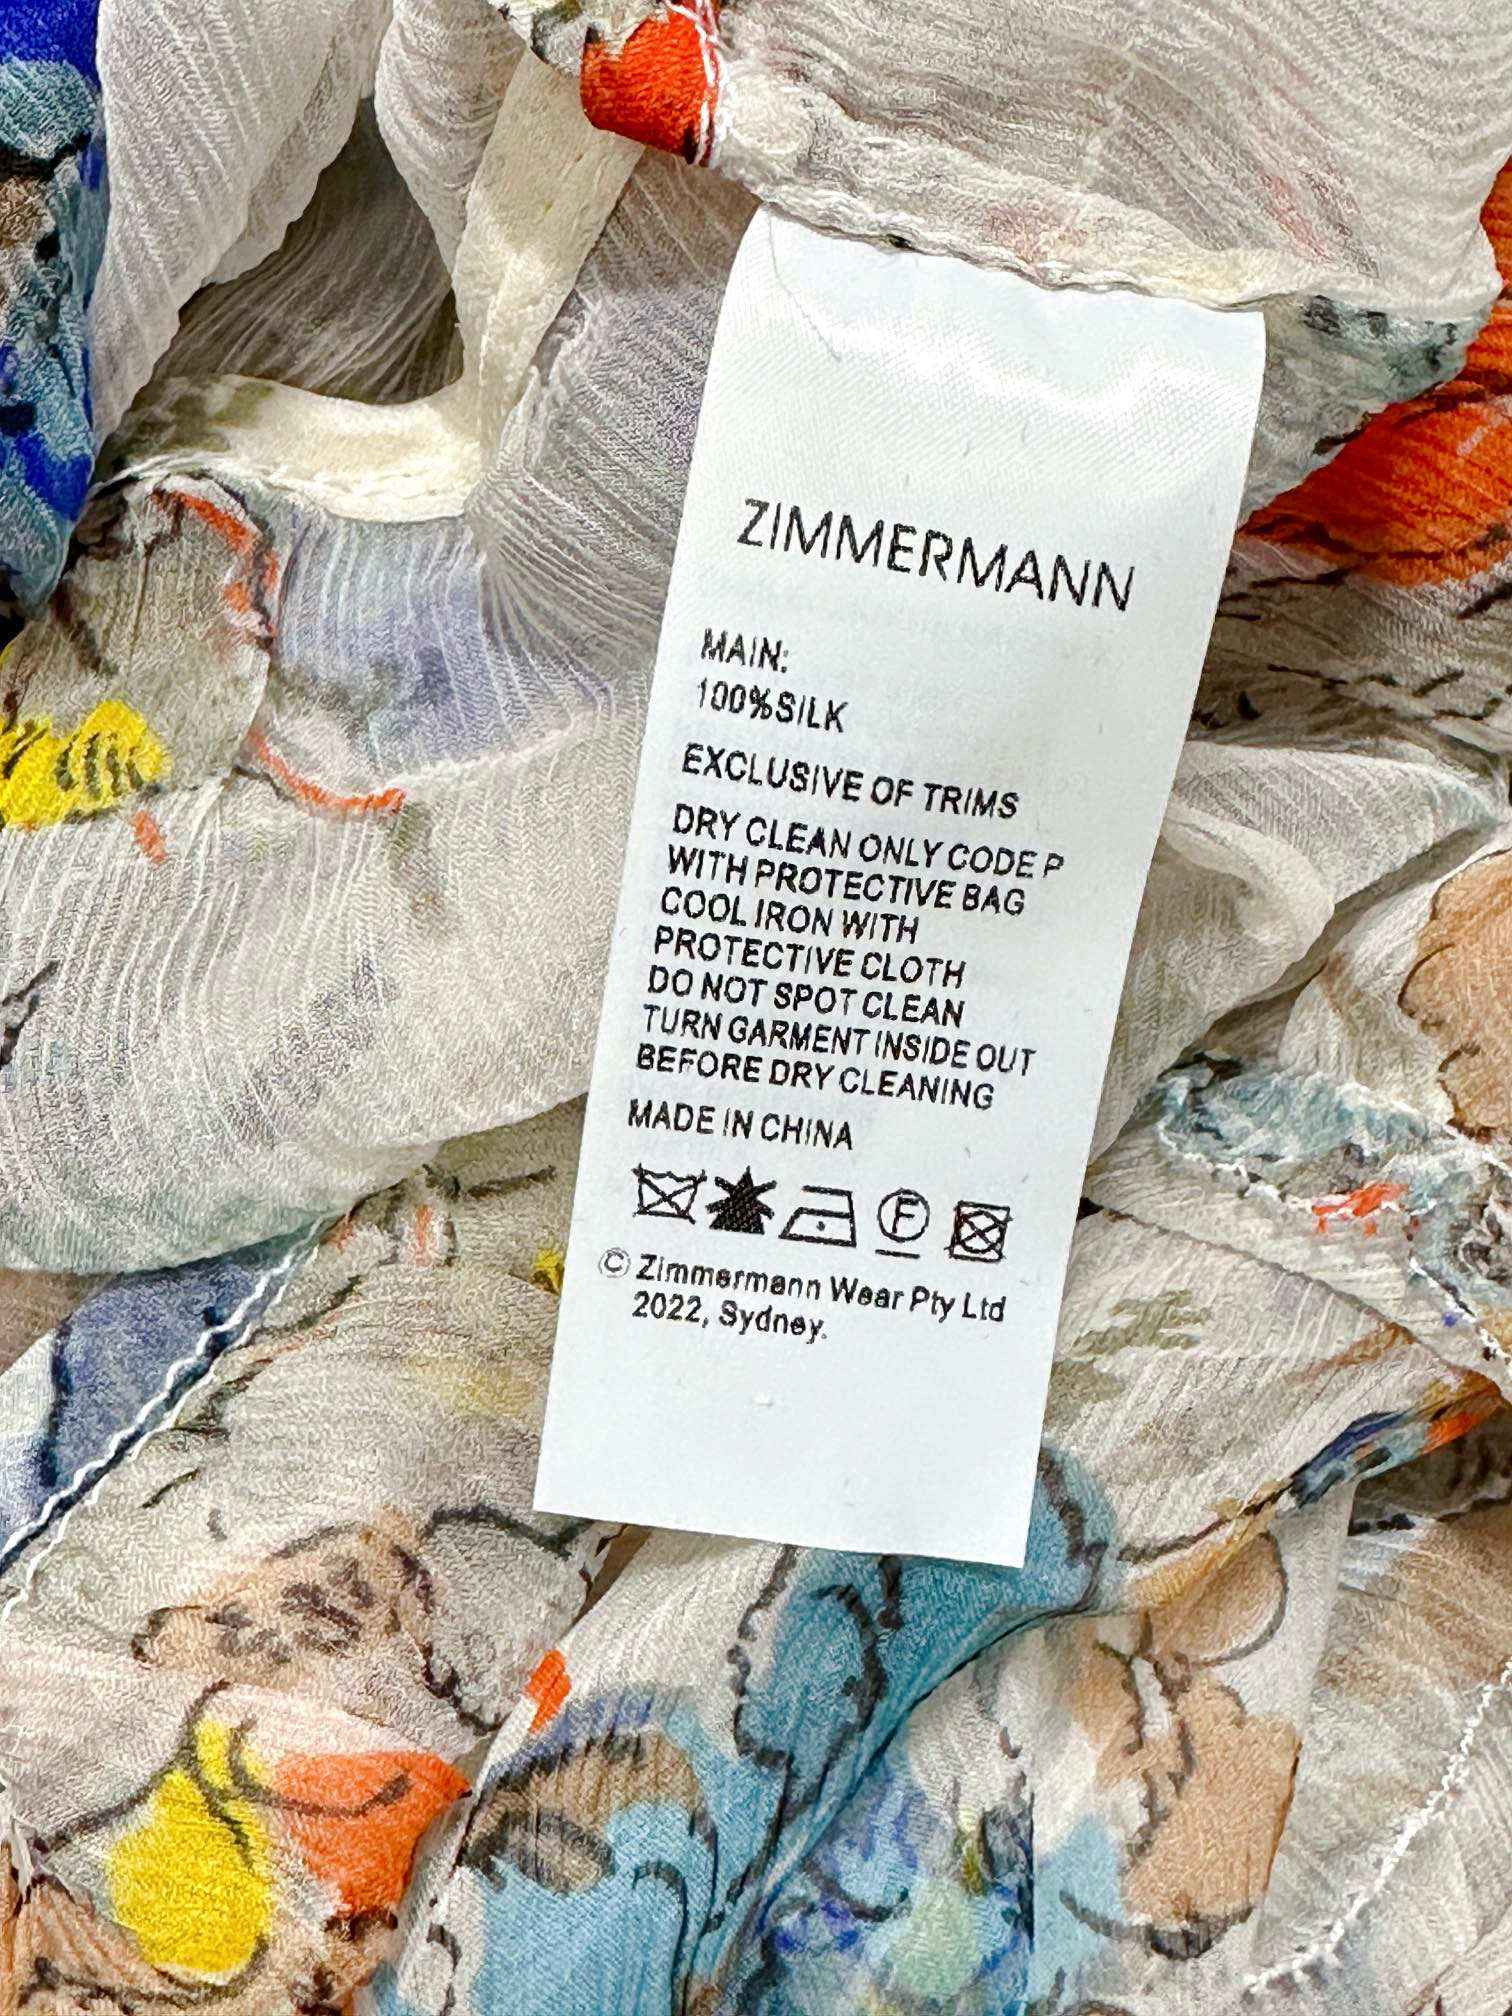 ZIMMERMANN
MAIN:
100%SILK
EXCLUSIVE OF TRIMS
DRY CLEAN ONLY CODE P
WITH PROTECTIVE BAG
COOL IRON WITH
PROTECTIVE CLOTH
DO NOT SPOT CLEAN
TURN GARMENT INSIDE OUT
BEFORE DRY CLEANING
MADE IN CHINA
F
© Zimmermann Wear Pty Ltd
2022, Sydney.